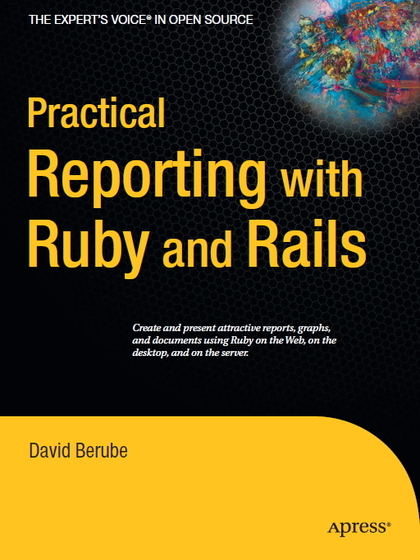 THE EXPERT'S VOICE® IN OPEN SOURCE
Practical
Reporting with
Ruby and Rails
Create and present attractive reports, graphs,
and documents using Ruby on the Web, on the
desktop, and on the server.
David Berube
Apress®